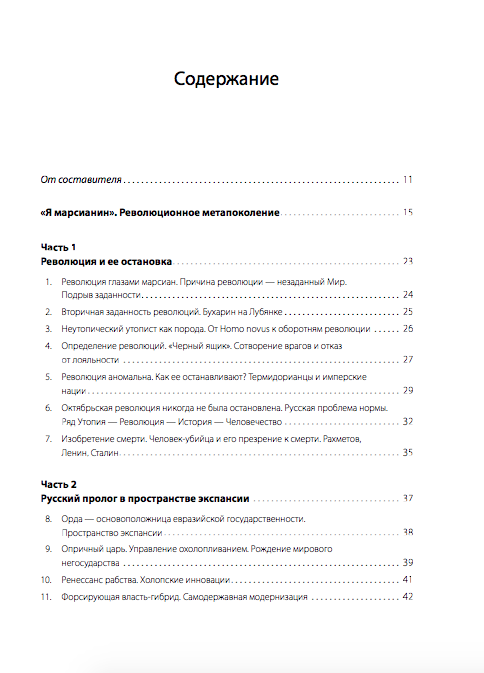 Содержание
От составителя 11
«Я марсианин». Революционное метапоколение 15
Часть 1
Революция и ее остановка 23
1. Революция глазами марсиан. Причина революции — незаданный Мир.
Подрыв заданности 24
2. Вторичная заданность революций. Бухарин на Лубянке 25
3. Неутопический утопист как порода. От Homo novus к оборотням революции 26
4. Определение революций. «Черный ящик». Сотворение врагов и отказ
от лояльности 27
5. Революция аномальна. Как ее останавливают? Термидорианцы и имперские
нации 29
6. Октябрьская революция никогда не была остановлена. Русская проблема нормы.
Ряд Утопия — Революция — История — Человечество 32
7. Изобретение смерти. Человек-убийца и его презрение к смерти. Рахметов,
Ленин, Сталин 35
Часть 2
Русский пролог в пространстве экспансии 37
8. Орда — основоположница евразийской государственности.
Пространство экспансии 38
9. Опричный царь. Управление охолопливанием. Рождение мирового
негосударства 39
10. Ренессанс рабства. Холопские инновации 41
11. Форсирующая власть-гибрид. Самодержавная модернизация 42